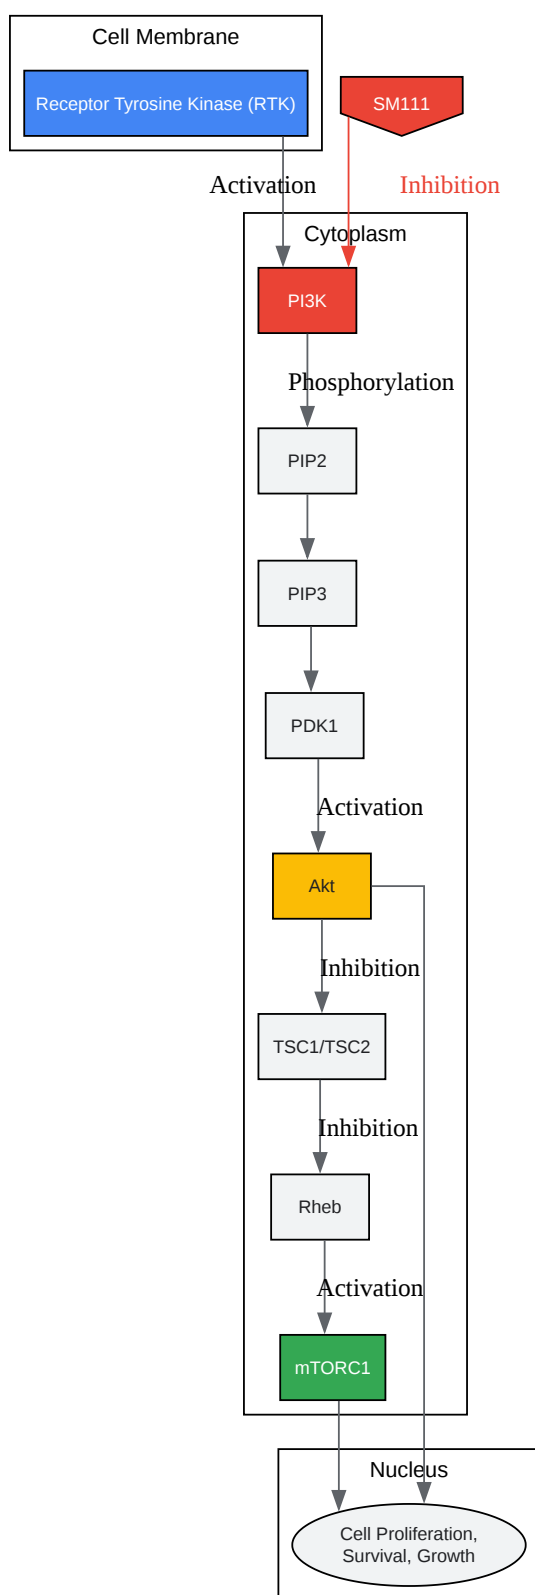 Cell Membrane
Receptor Tyrosine Kinase (RTK)
SM111
Activation
Inhibition
Cytoplasm
PI3K
Phosphorylation
PIP2
PIP3
PDK1
Activation
Akt
Inhibition
TSC1/TSC2
Inhibition
Rheb
Activation
mTORC1
Nucleus
Cell Proliferation,
Survival, Growth